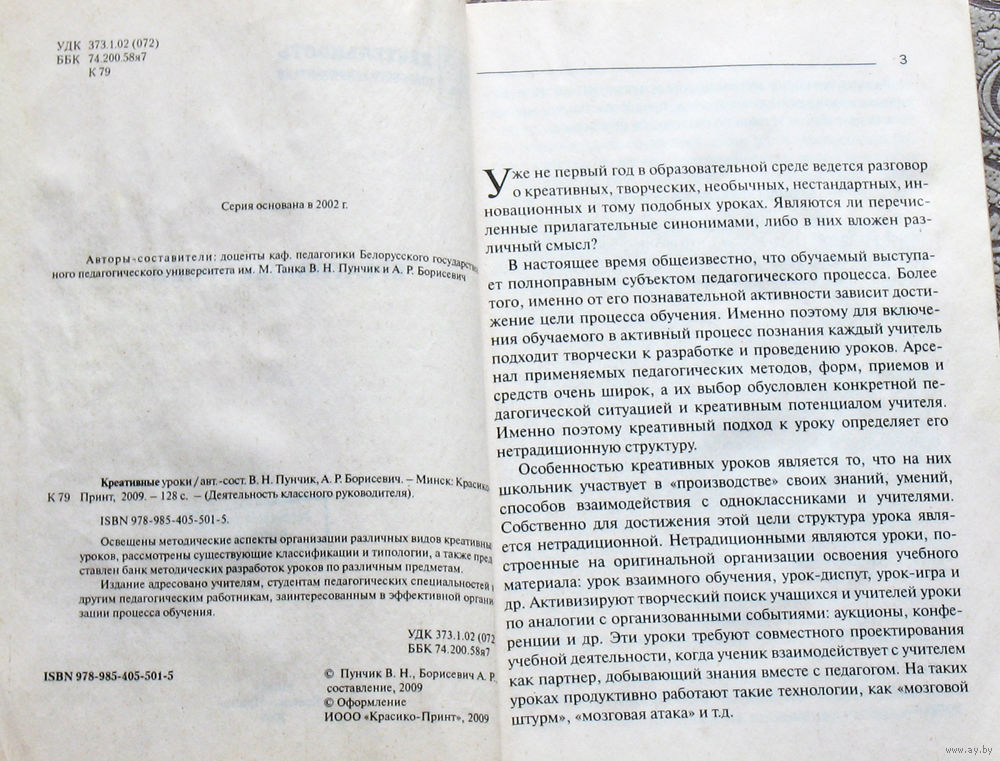 УДК 373.1.02 (072)
ББК 74.200.58я7
К 79
Серия основана в 2002 г.
Авторы-составители: доценты каф. педагогики Белорусского государствен
ного педагогического университета им. М. Танка В. Н. Пунчик и А. Р. Борисевич
Креативные уроки / авт.-сост. В. Н. Пунчик, А. Р. Борисевич. – Минск: Красико
К 79 Принт, 2009. – 128 с. – (Деятельность классного руководителя).
ISBN 978-985-405-501-5.
Освещены методические аспекты организации различных видов креативны
уроков, рассмотрены существующие классификации и типологии, а также пред
ставлен банк методических разработок уроков по различным предметам.
Издание адресовано учителям, студентам педагогических специальностей и
другим педагогическим работникам, заинтересованным в эффективной органи
зации процесса обучения.
УДК 373.1.02 (072
ББК 74.200.58я7
ISBN 978-985-405-501-5
© Пунчик В. Н., Борисевич А. Р.
составление, 2009
© Оформление
ИООО «Красико-Принт», 2009
3
Уже не первый год в образовательной среде ведется разговор
о креативных, творческих, необычных, нестандартных, ин-
новационных и тому подобных уроках. Являются ли перечис-
ленные прилагательные синонимами, либо в них вложен раз-
личный смысл?
В настоящее время общеизвестно, что обучаемый выступа-
ет полноправным субъектом педагогического процесса. Более
того, именно от его познавательной активности зависит дости-
жение цели процесса обучения. Именно поэтому для включе-
ния обучаемого в активный процесс познания каждый учитель
подходит творчески к разработке и проведению уроков. Арсе-
нал применяемых педагогических методов, форм, приемов и
средств очень широк, а их выбор обусловлен конкретной пе-
дагогической ситуацией и креативным потенциалом учителя.
Именно поэтому креативный подход к уроку определяет его
нетрадиционную структуру.
Особенностью креативных уроков является то, что на них
школьник участвует в «производстве» своих знаний, умений,
способов взаимодействия с одноклассниками и учителями.
Собственно для достижения этой цели структура урока явля-
ется нетрадиционной. Нетрадиционными являются уроки, по-
строенные на оригинальной организации освоения учебного
материала: урок взаимного обучения, урок-диспут, урок-игра и
др. Активизируют творческий поиск учащихся и учителей уроки
по аналогии с организованными событиями: аукционы, конфе-
ренции и др. Эти уроки требуют совместного проектирования
учебной деятельности, когда ученик взаимодействует с учителем
как партнер, добывающий знания вместе с педагогом. На таких
уроках продуктивно работают такие технологии, как «мозговой
штурм», «мозговая атака» и т.д.
www.ay.by